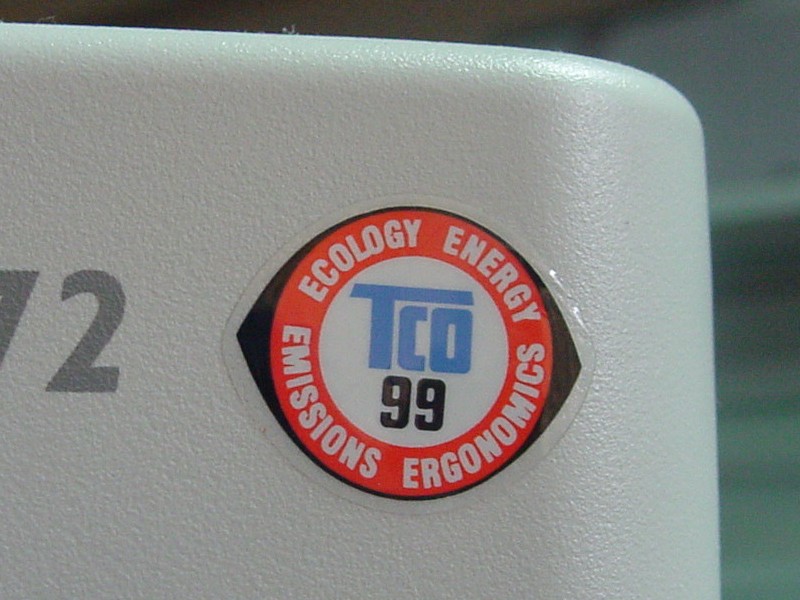 72
ECOLOGY ENERGY
TCO
99
EMISSIONS ERGONOMICS